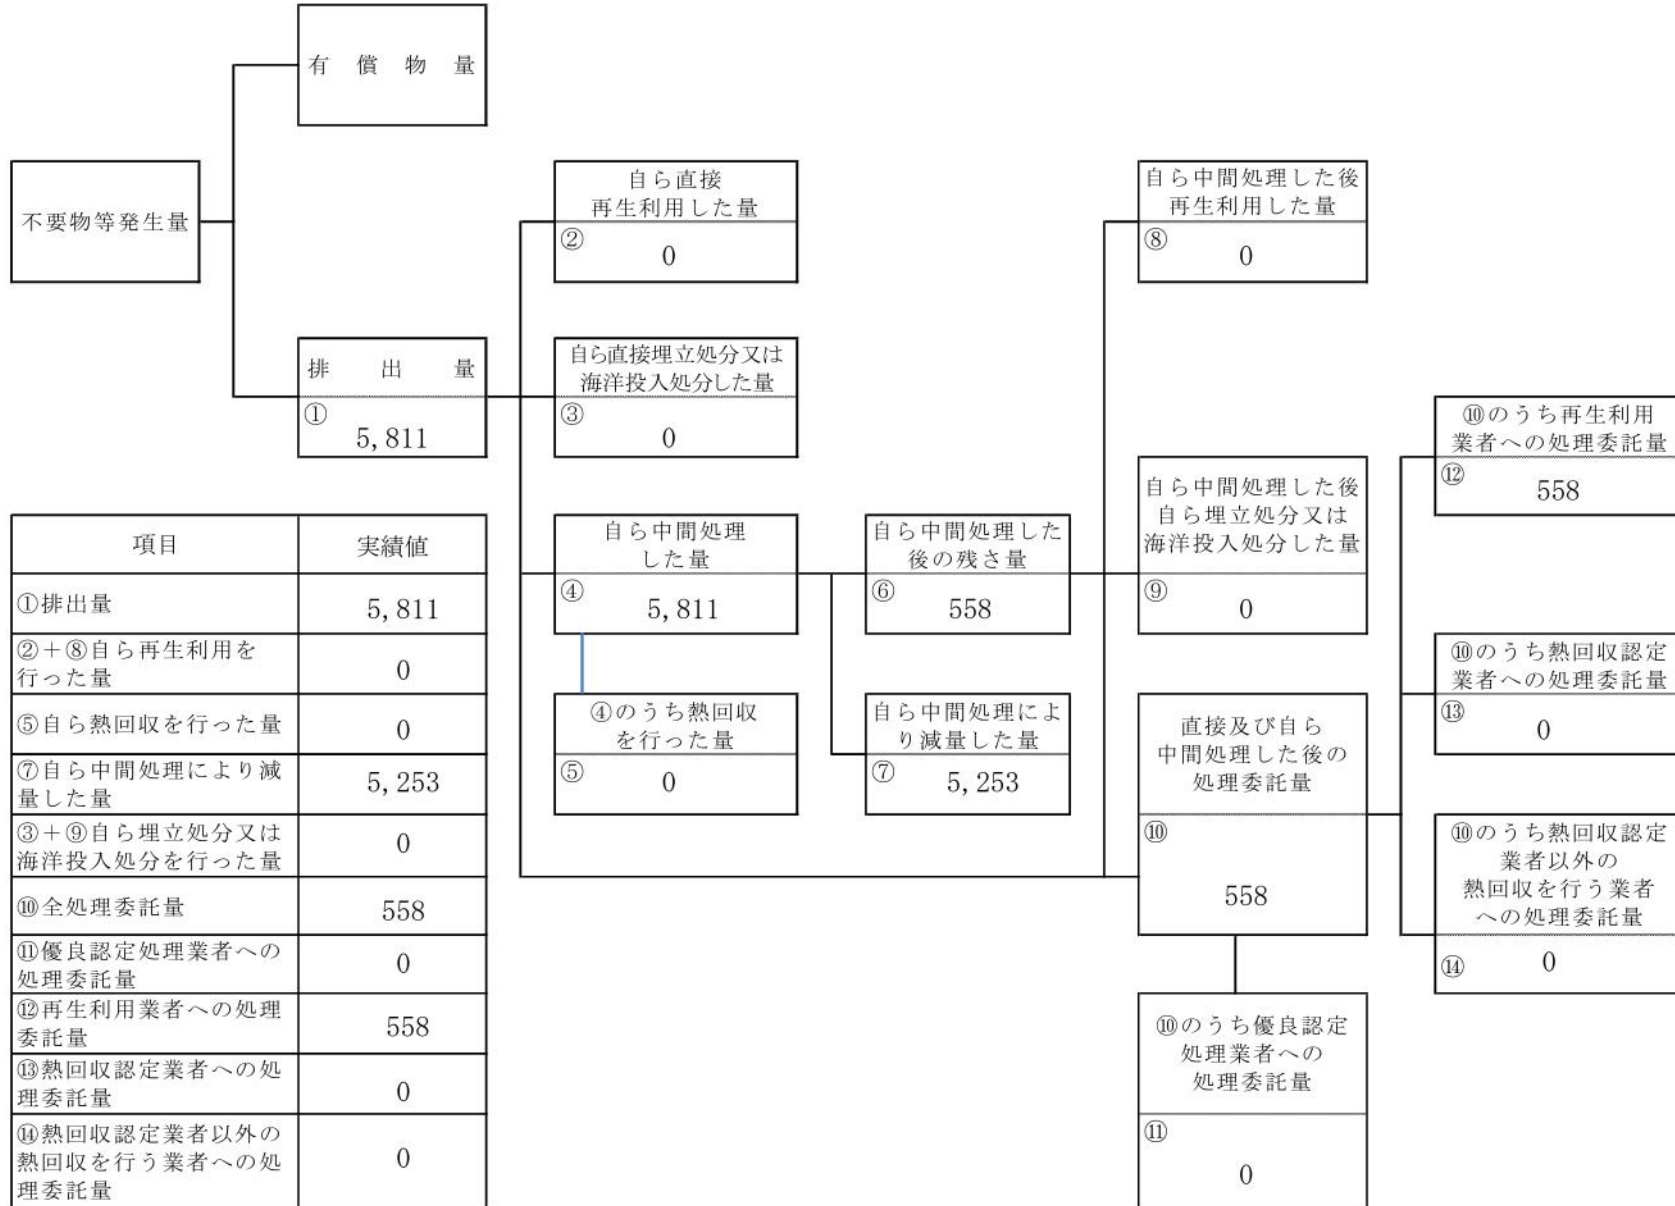 有償物量
不要物等発生量
排出量
①
5,811
自ら直接
再生利用した量
②
0
自ら直接埋立処分又は
海洋投入処分した量
③
0
自ら中間処理
した量
④
5,811
④のうち熱回収
を行った量
⑤
0
自ら中間処理した
後の残さ量
⑥
558
自ら中間処理によ
り減量した量
⑦
5,253
自ら中間処理した後
再生利用した量
⑧
0
自ら中間処理した後
自ら埋立処分又は
海洋投入処分した量
⑨
0
直接及び自ら
中間処理した後の
処理委託量
⑩
558
⑩のうち優良認定
処理業者への
処理委託量
⑪
0
⑩のうち再生利用
業者への処理委託量
⑫
558
⑩のうち熱回収認定
業者への処理委託量
⑬
0
⑩のうち熱回収認定
業者以外の
熱回収を行う業者
への処理委託量
⑭
0
項目 実績値
①排出量 5,811
②＋⑧自ら再生利用を
行った量
0
⑤自ら熱回収を行った量 0
⑦自ら中間処理により減
量した量
5,253
③＋⑨自ら埋立処分又は
海洋投入処分を行った量
0
⑩全処理委託量 558
⑪優良認定処理業者への
処理委託量
0
⑫再生利用業者への処理
委託量
558
⑬熱回収認定業者への処
理委託量
0
⑭熱回収認定業者以外の
熱回収を行う業者への処
理委託量
0